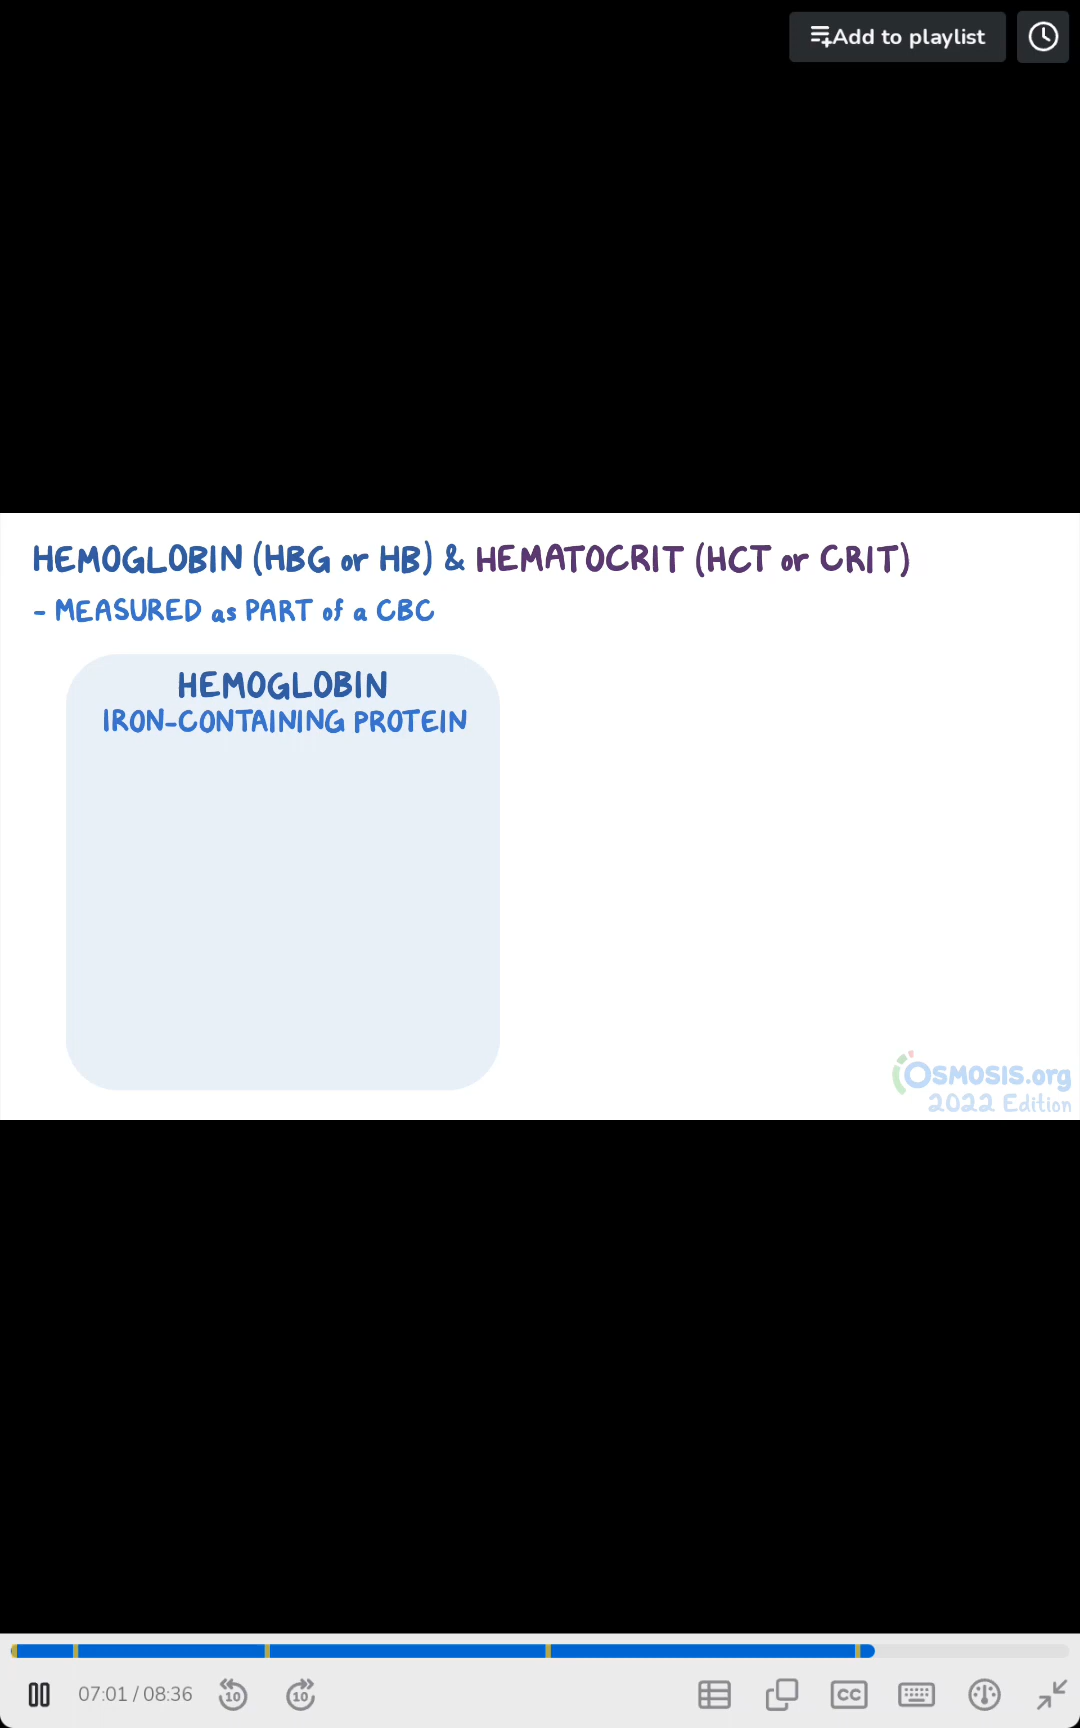 Add to playlist
HEMOGLOBIN (HBG or HB) & HEMATOCRIT (HCT or CRIT)
- MEASURED as PART of a CBC
HEMOGLOBIN
IRON-CONTAINING PROTEIN
OSMOSIS.org
2022 Edition
07:01 / 08:36
10
10
CC